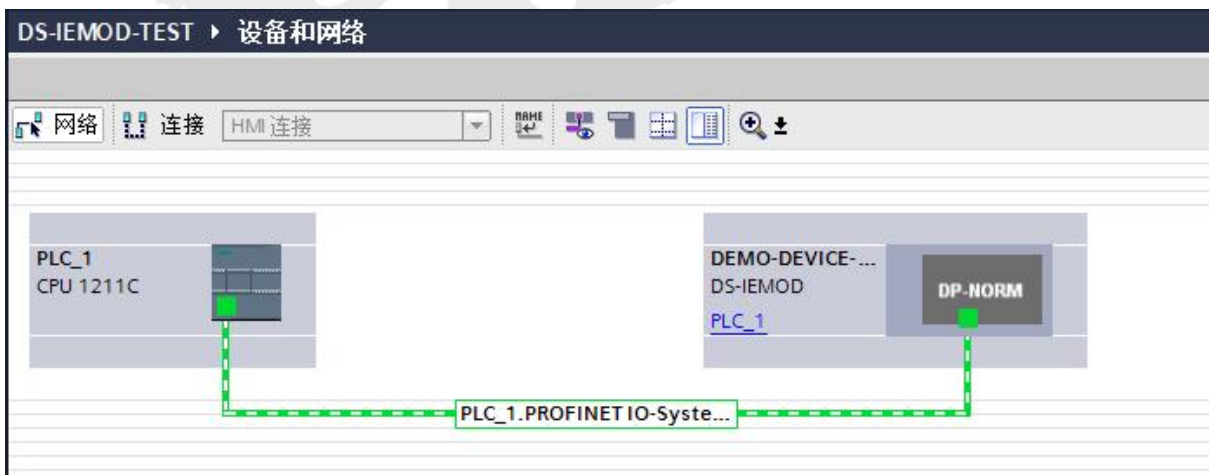 DS-IEMOD-TEST ▸ 设备和网络
网络 连接 HMI 连接 NAME
PLC_1
CPU 1211C
DEMO-DEVICE-...
DS-IEMOD
PLC_1
DP-NORM
PLC_1.PROFINET IO-Syste...